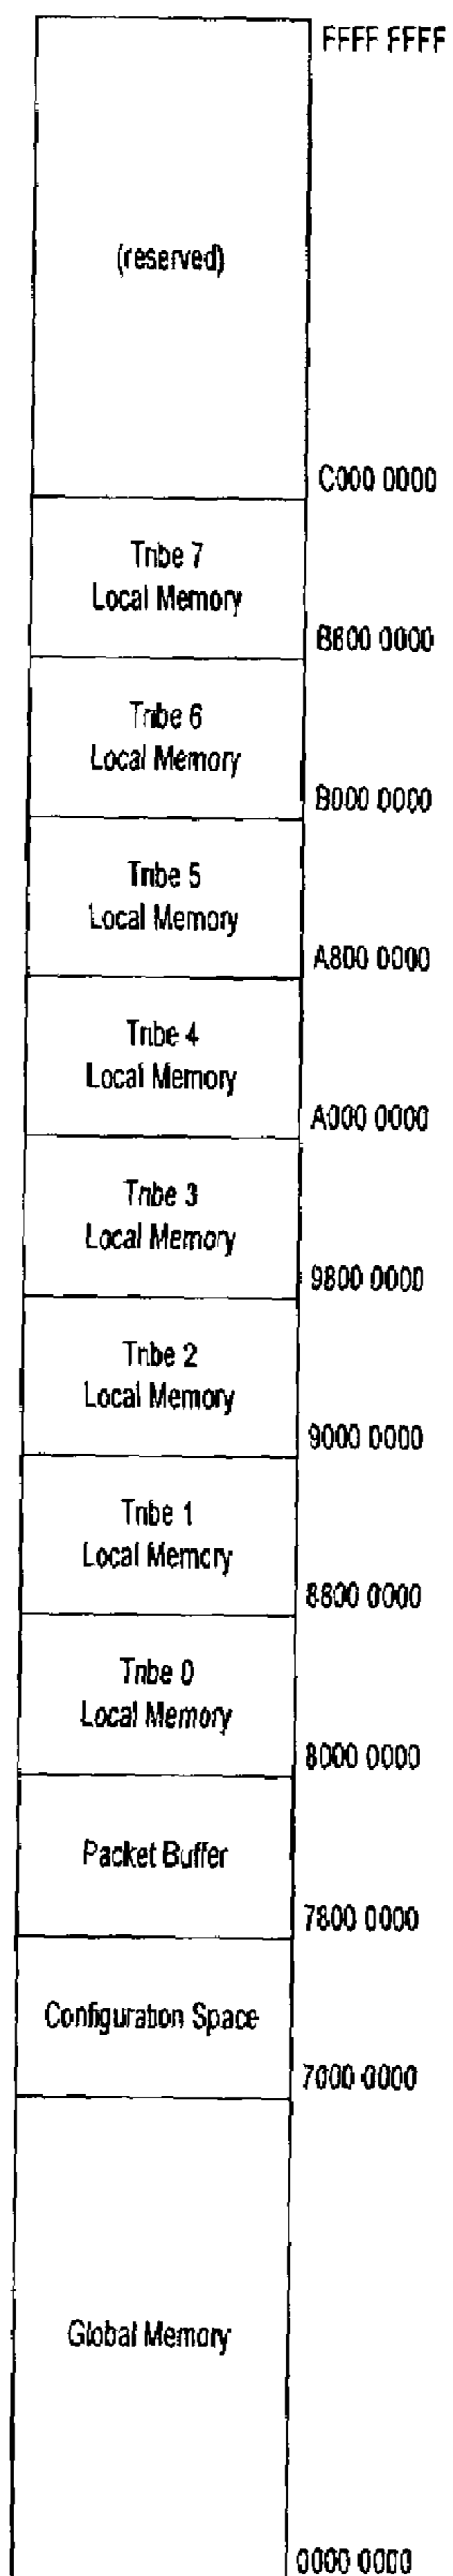 FFFF FFFF
(reserved)
C000 0000
Tribe 7
Local Memory
B800 0000
Tribe 6
Local Memory
B000 0000
Tribe 5
Local Memory
A800 0000
Tribe 4
Local Memory
A000 0000
Tribe 3
Local Memory
9800 0000
Tribe 2
Local Memory
9000 0000
Tribe 1
Local Memory
8800 0000
Tribe 0
Local Memory
8000 0000
Packet Buffer
7800 0000
Configuration Space
7000 0000
Global Memory
0000 0000